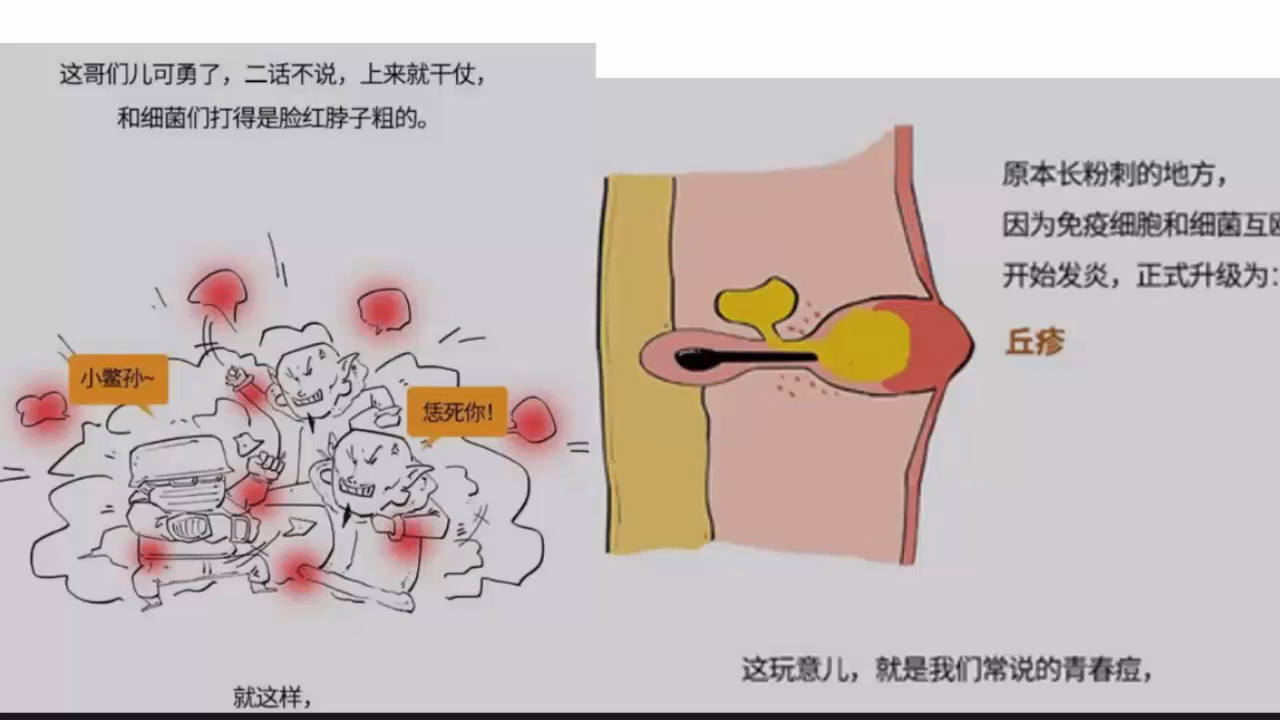 这哥们儿可勇了，二话不说，上来就干仗，
和细菌们打得是脸红脖子粗的。
小鳖孙~
恁死你！
就这样，
原本长粉刺的地方，
因为免疫细胞和细菌互殴
开始发炎，正式升级为：
丘疹
这玩意儿，就是我们常说的青春痘，